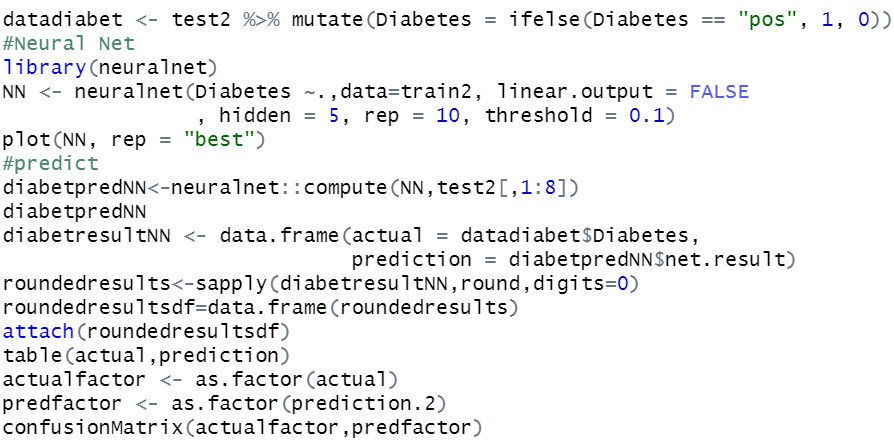 datadiabet <- test2 %>% mutate(Diabetes = ifelse(Diabetes == "pos", 1, 0))
#Neural Net
library(neuralnet)
NN <- neuralnet(Diabetes ~.,data=train2, linear.output = FALSE
, hidden = 5, rep = 10, threshold = 0.1)
plot(NN, rep = "best")
#predict
diabetpredNN<-neuralnet::compute(NN,test2[,1:8])
diabetpredNN
diabetresultNN <- data.frame(actual = datadiabet$Diabetes,
prediction = diabetpredNN$net.result)
roundedresults<-sapply(diabetresultNN,round,digits=0)
roundedresultsdf=data.frame(roundedresults)
attach(roundedresultsdf)
table(actual,prediction)
actualfactor <- as.factor(actual)
predfactor <- as.factor(prediction.2)
confusionMatrix(actualfactor,predfactor)